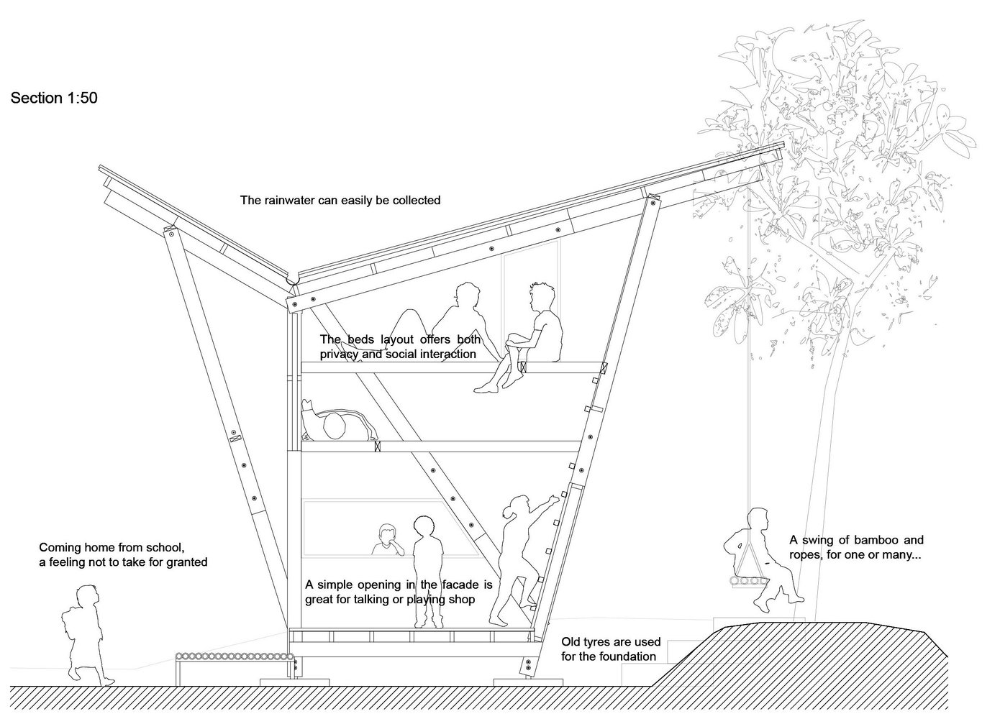 Section 1:50
The rainwater can easily be collected
The beds layout offers both
privacy and social interaction
Coming home from school,
a feeling not to take for granted
A swing of bamboo and
ropes, for one or many...
A simple opening in the facade is
great for talking or playing shop
Old tyres are used
for the foundation